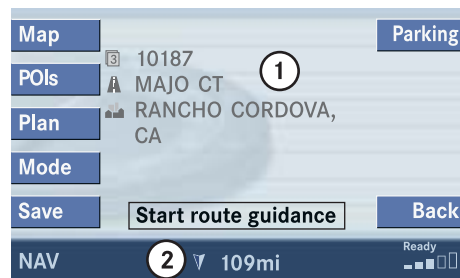 Map
Parking
3 10187
1
POIs
MAJO CT
RANCHO CORDOVA,
Plan
CA
Mode
Save
Start route guidance
Back
NAV
2
109mi
Ready